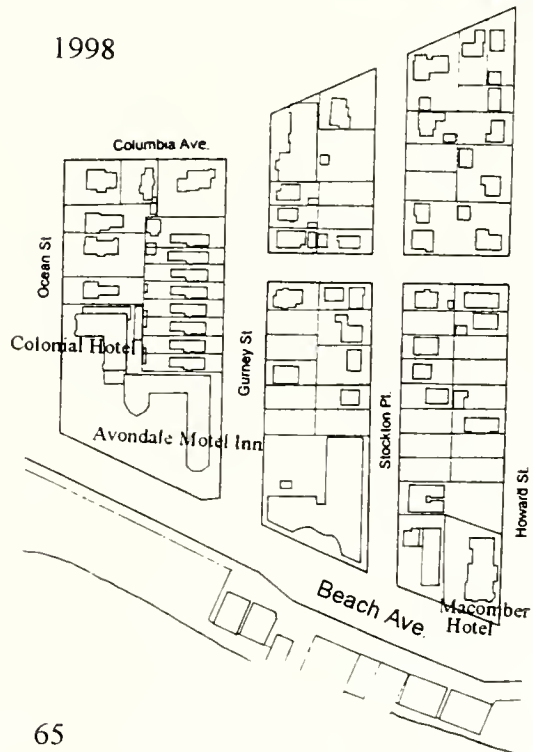 1998
Columbia Ave.
Ocean St
Colonial Hotel
Gurney St
Avondale Motel Inn
Stockton Pt.
Howard St.
Beach Ave.
Macomber
Hotel
65